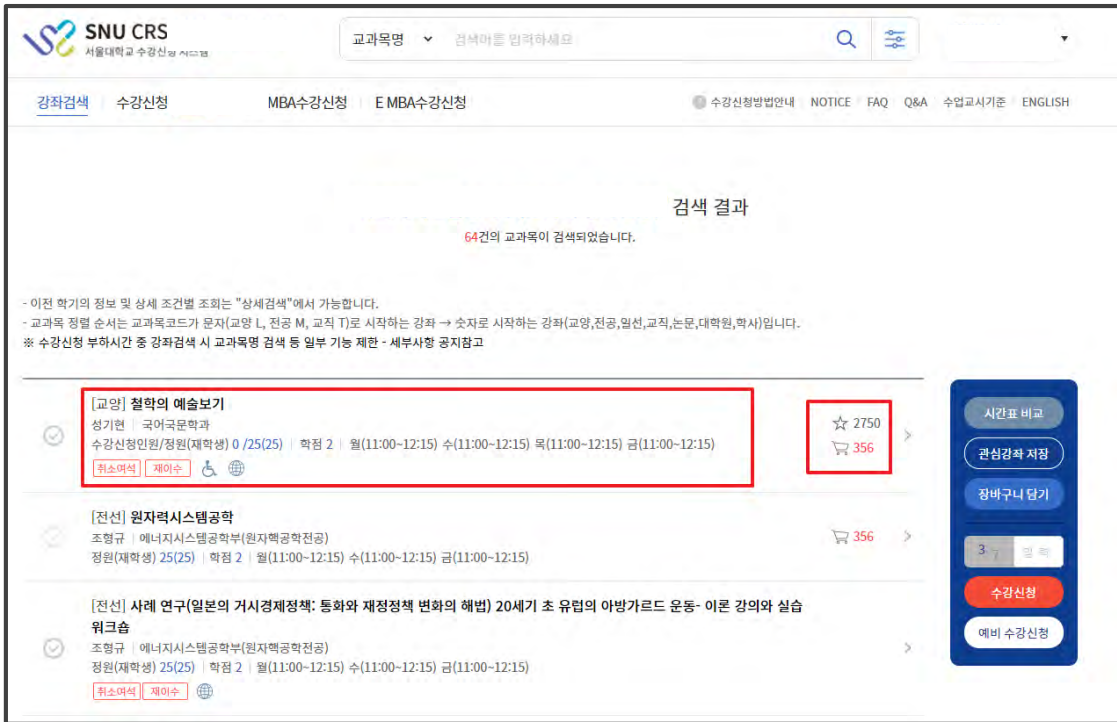 SNU CRS
서울대학교 수강신청 시스템
교과목명 검색어를 입력하세요
강좌검색 수강신청 MBA수강신청 E MBA수강신청 수강신청방법안내 NOTICE FAQ Q&A 수업교시기준 ENGLISH
검색 결과
64건의 교과목이 검색되었습니다.
- 이전 학기의 정보 및 상세 조건별 조회는 "상세검색"에서 가능합니다.
- 교과목 정렬 순서는 교과목코드가 문자(교양 L, 전공 M, 교직 T)로 시작하는 강좌 → 숫자로 시작하는 강좌(교양,전공,일선,교직,논문,대학원,학사)입니다.
※ 수강신청 부하시간 중 강좌검색 시 교과목명 검색 등 일부 기능 제한 - 세부사항 공지참고
[교양] 철학의 예술보기
성기현 국어국문학과
수강신청인원/정원(재학생) 0 /25(25) 학점 2 월(11:00~12:15) 수(11:00~12:15) 목(11:00~12:15) 금(11:00~12:15)
취소여석 재이수
2750
356
[전선] 원자력시스템공학
조형규 에너지시스템공학부(원자핵공학전공)
정원(재학생) 25(25) 학점 2 월(11:00~12:15) 수(11:00~12:15) 금(11:00~12:15)
356
[전선] 사례 연구(일본의 거시경제정책: 통화와 재정정책 변화의 해법) 20세기 초 유럽의 아방가르드 운동- 이론 강의와 실습
워크숍
조형규 에너지시스템공학부(원자핵공학전공)
정원(재학생) 25(25) 학점 2 월(11:00~12:15) 수(11:00~12:15) 금(11:00~12:15)
취소여석 재이수
시간표 비교
관심강좌 저장
장바구니 담기
수강신청
예비 수강신청